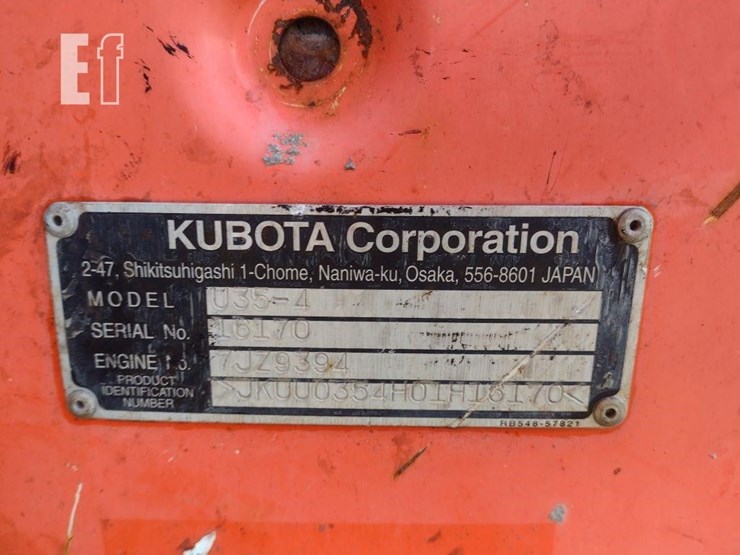 Ef
KUBOTA Corporation
2-47, Shikitsuhigashi 1-Chome, Naniwa-ku, Osaka, 556-8601 JAPAN
MODEL U35-4
SERIAL No. 16170
ENGINE No. 7JZ9394
PRODUCT IDENTIFICATION NUMBER >JKUU0354H01H16170<
RB548-57821